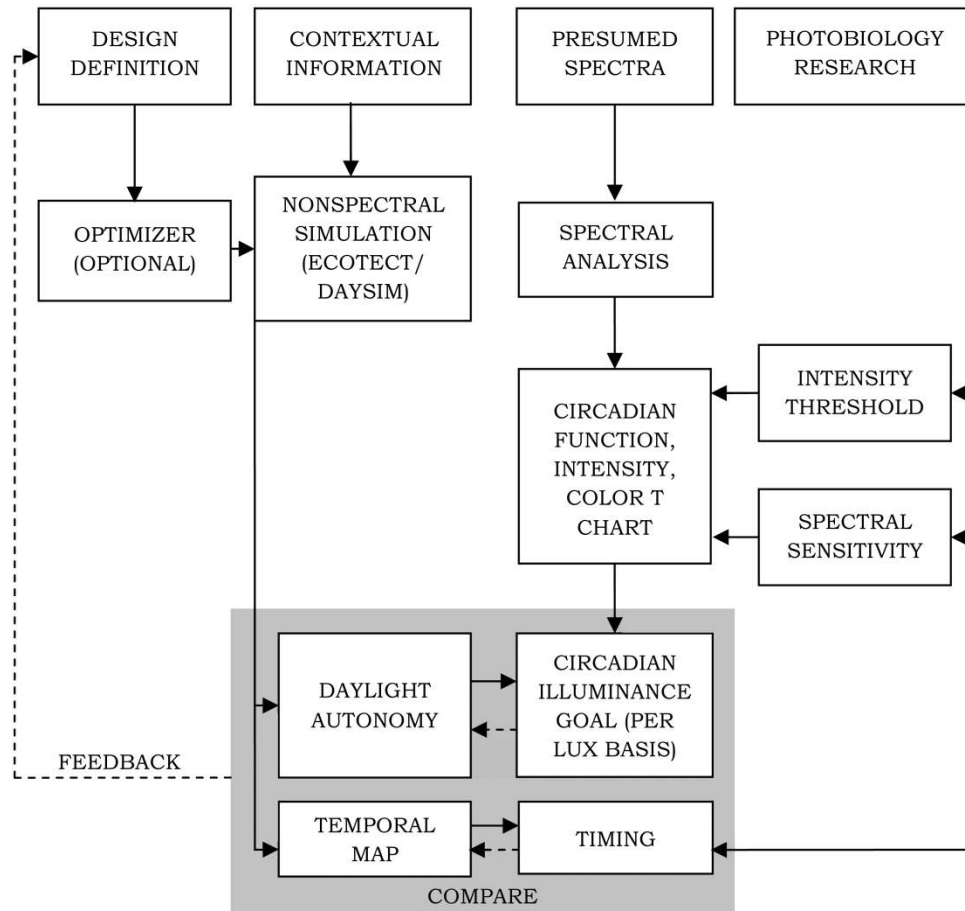 DESIGN
DEFINITION
CONTEXTUAL
INFORMATION
PRESUMED
SPECTRA
PHOTOBIOLOGY
RESEARCH
OPTIMIZER
(OPTIONAL)
NONSPECTRAL
SIMULATION
(ECOTECT/
DAYSIM)
SPECTRAL
ANALYSIS
CIRCADIAN
FUNCTION,
INTENSITY,
COLOR T
CHART
INTENSITY
THRESHOLD
SPECTRAL
SENSITIVITY
DAYLIGHT
AUTONOMY
CIRCADIAN
ILLUMINANCE
GOAL (PER
LUX BASIS)
FEEDBACK
TEMPORAL
MAP
TIMING
COMPARE